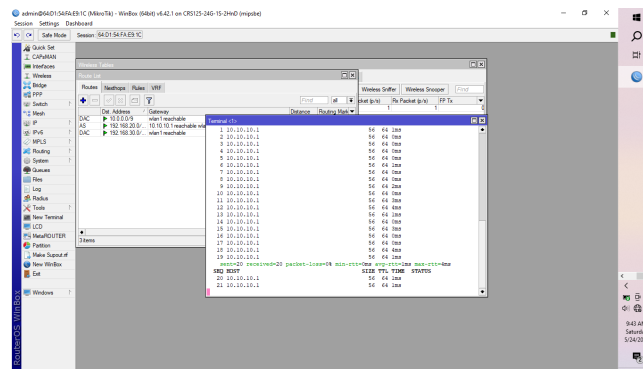 admin@64:D1:54:FA:E9:1C (MikroTik) - WinBox (64bit) v6.42.1 on CRS125-24G-1S-2HnD (mipsbe)
Session Settings Dashboard
Safe Mode Session: 64:D1:54:FA:E9:1C
Quick Set
CAPsMAN
Interfaces
Wireless
Bridge
PPP
Switch
Mesh
IP
IPv6
MPLS
Routing
System
Queues
Files
Log
Radius
Tools
New Terminal
LCD
MetaROUTER
Partition
Make Supout.rif
New WinBox
Exit
Windows
RouterOS WinBox
Wireless Tables
Wireless Sniffer Wireless Snooper Find
Rx Packet (p/s) FP Tx
1 1
Route List
Routes Nexthops Rules VRF
Find all
Dst. Address Gateway Distance Routing Mark
DAC 10.0.0.0/9 wlan1 reachable
AS 192.168.20.0/... 10.10.10.1 reachable
DAC 192.168.30.0/... wlan1 reachable
3 items
Terminal <1>
1 10.10.10.1 56 64 1ms
2 10.10.10.1 56 64 0ms
3 10.10.10.1 56 64 0ms
4 10.10.10.1 56 64 0ms
5 10.10.10.1 56 64 0ms
6 10.10.10.1 56 64 1ms
7 10.10.10.1 56 64 0ms
8 10.10.10.1 56 64 0ms
9 10.10.10.1 56 64 2ms
10 10.10.10.1 56 64 0ms
11 10.10.10.1 56 64 3ms
12 10.10.10.1 56 64 0ms
13 10.10.10.1 56 64 4ms
14 10.10.10.1 56 64 0ms
15 10.10.10.1 56 64 3ms
16 10.10.10.1 56 64 0ms
17 10.10.10.1 56 64 0ms
18 10.10.10.1 56 64 4ms
19 10.10.10.1 56 64 1ms
sent=20 received=20 packet-loss=0% min-rtt=0ms avg-rtt=1ms max-rtt=4ms
SEQ HOST SIZE TTL TIME STATUS
20 10.10.10.1 56 64 1ms
21 10.10.10.1 56 64 1ms
9:43 AM
5/24/20